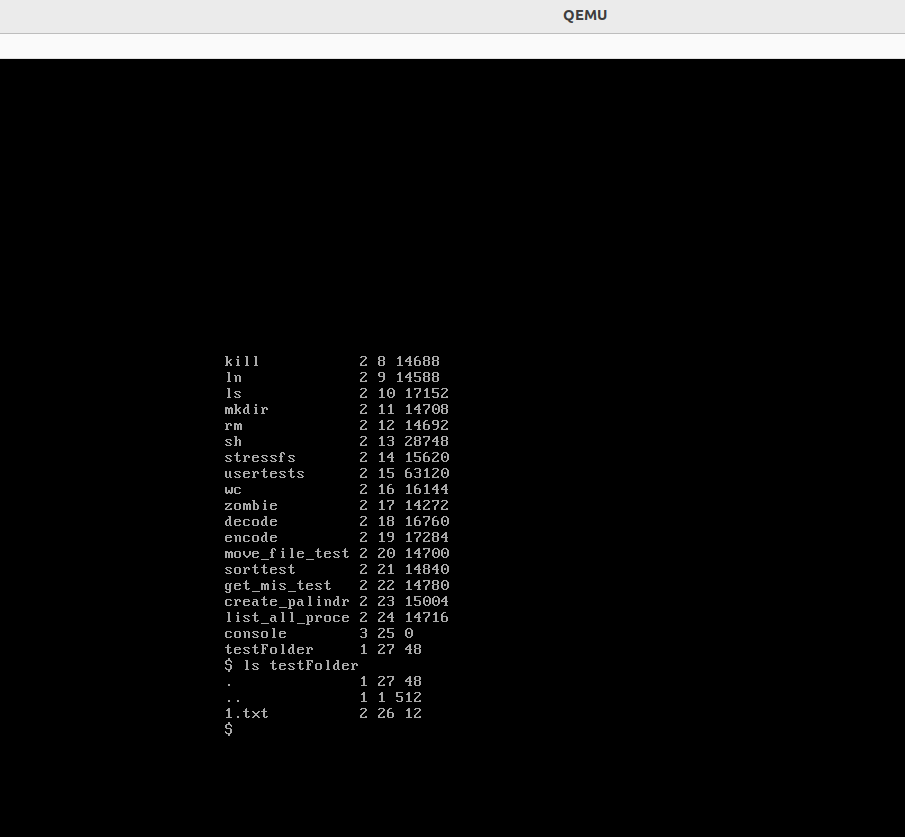 QEMU
kill 2 8 14688
ln 2 9 14588
ls 2 10 17152
mkdir 2 11 14708
rm 2 12 14692
sh 2 13 28748
stressfs 2 14 15620
usertests 2 15 63120
wc 2 16 16144
zombie 2 17 14272
decode 2 18 16760
encode 2 19 17284
move_file_test 2 20 14700
sorttest 2 21 14840
get_mis_test 2 22 14780
create_palindr 2 23 15004
list_all_proce 2 24 14716
console 3 25 0
testFolder 1 27 48
$ ls testFolder
. 1 27 48
.. 1 1 512
1.txt 2 26 12
$